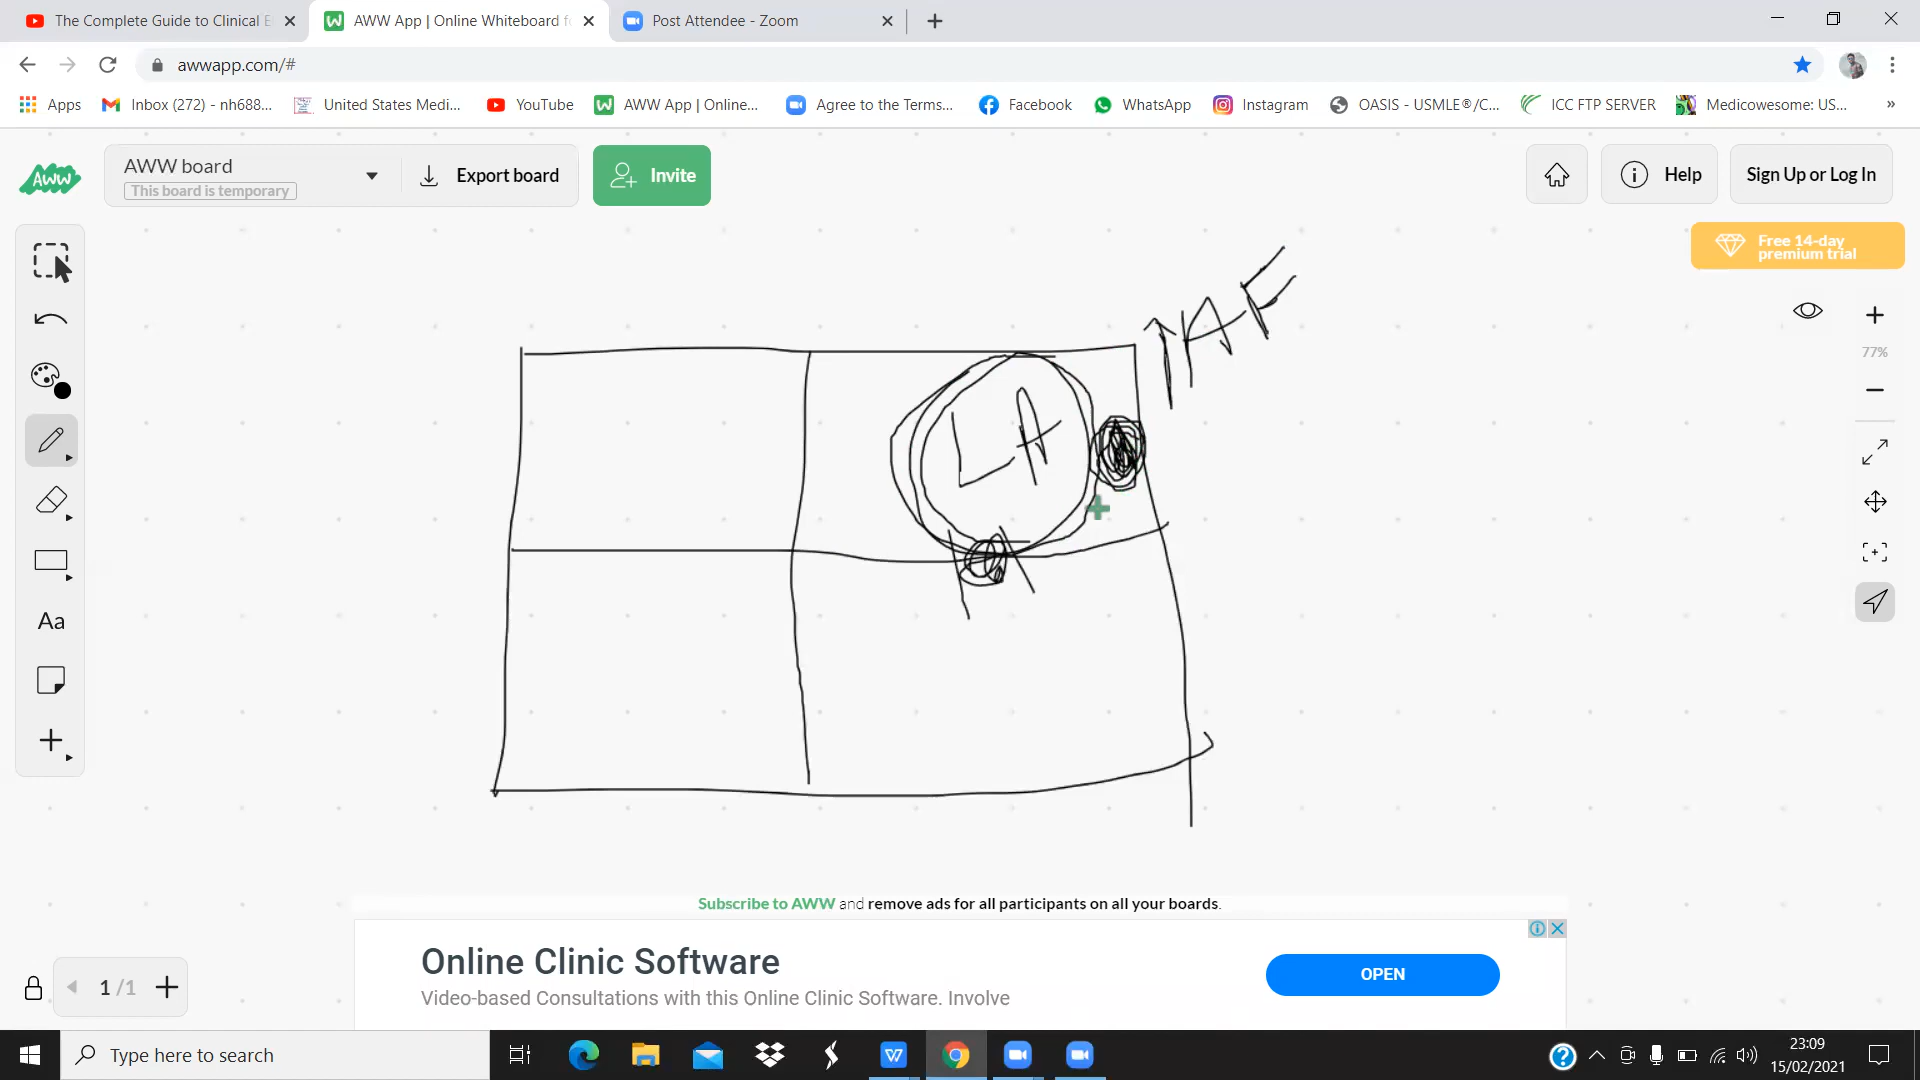 The Complete Guide to Clinical E
AWW App | Online Whiteboard f
Post Attendee - Zoom
awwapp.com/#
Apps
Inbox (272) - nh688...
United States Medi...
YouTube
AWW App | Online...
Agree to the Terms...
Facebook
WhatsApp
Instagram
OASIS - USMLE®/C...
ICC FTP SERVER
Medicowesome: US...
»
AWW
AWW board
This board is temporary
Export board
Invite
Help
Sign Up or Log In
Free 14-day
premium trial
77%
Aa
LA
Subscribe to AWW and remove ads for all participants on all your boards.
Online Clinic Software
Video-based Consultations with this Online Clinic Software. Involve
OPEN
1 /1
Type here to search
23:09
15/02/2021